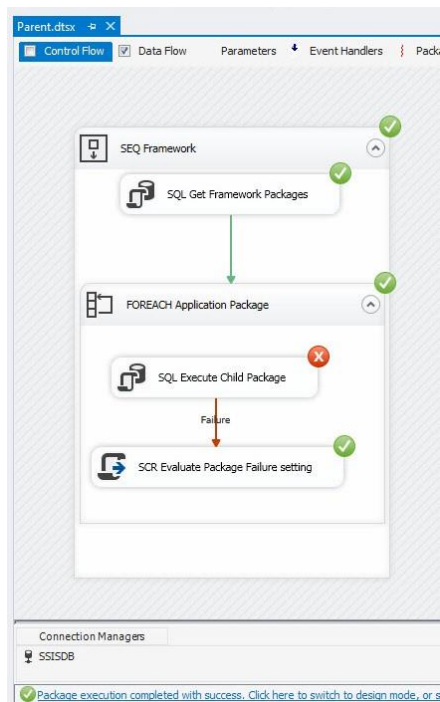 Parent.dtsx
Control Flow Data Flow Parameters Event Handlers Packa
SEQ Framework
SQL Get Framework Packages
FOREACH Application Package
SQL Execute Child Package
Failure
SCR Evaluate Package Failure setting
Connection Managers
SSISDB
Package execution completed with success. Click here to switch to design mode, or s